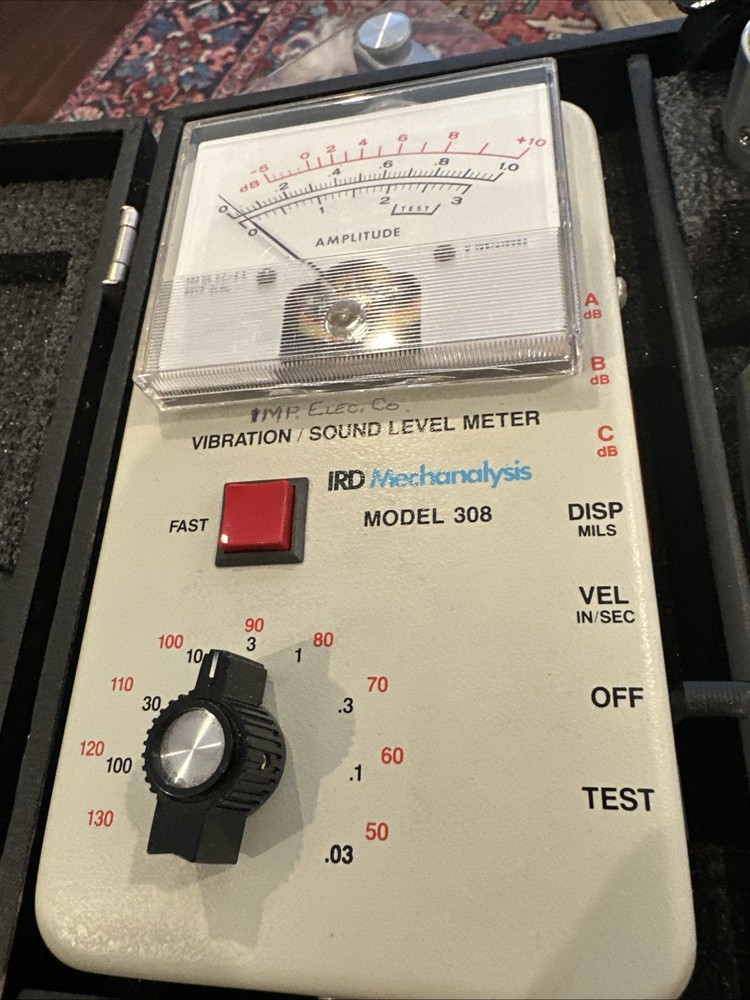 -5 0 2 4 6 8 +10
dB
0 .2 .4 .6 .8 1.0
0 1 2 3
TEST
AMPLITUDE
IMP. ELEC. CO.
VIBRATION / SOUND LEVEL METER
IRD Mechanalysis
MODEL 308
FAST
A
dB
B
dB
C
dB
DISP
MILS
VEL
IN/SEC
OFF
TEST
130 120 110 100 90 80 70 60 50
100 30 10 3 1 .3 .1 .03